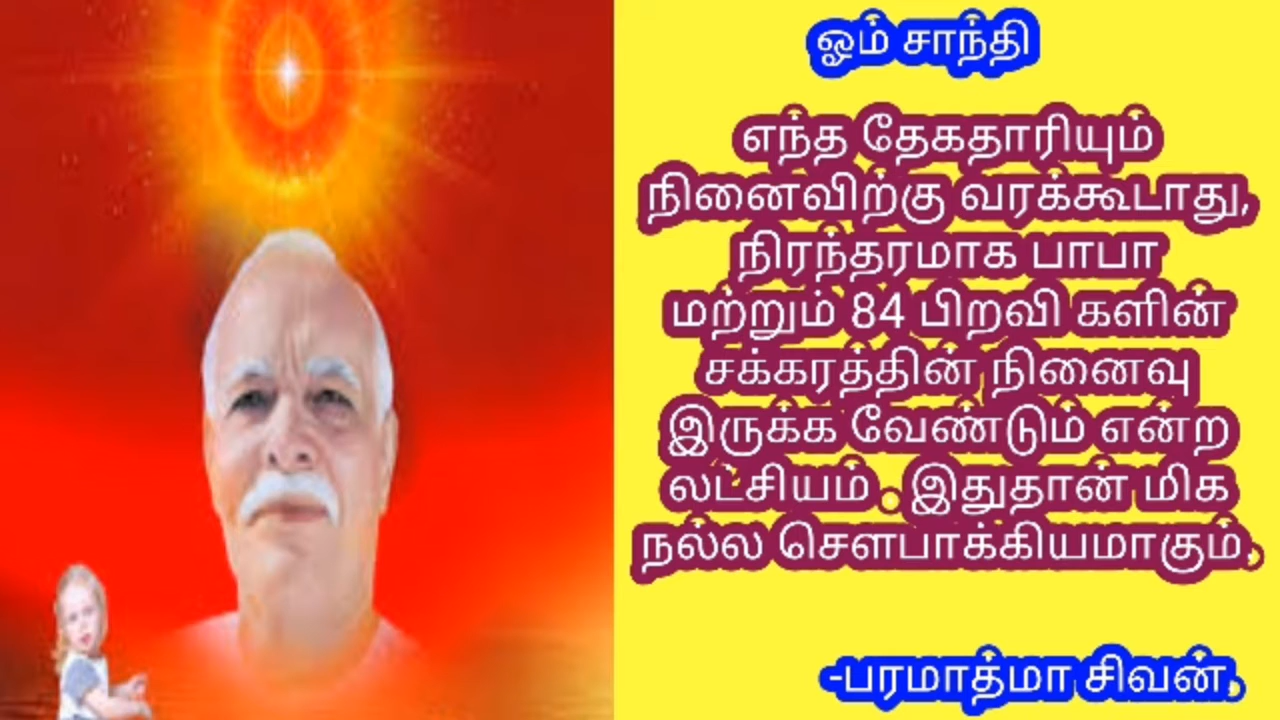 ஓம் சாந்தி
எந்த தேகதாரியும்
நினைவிற்கு வரக்கூடாது,
நிரந்தரமாக பாபா
மற்றும் 84 பிறவி களின்
சக்கரத்தின் நினைவு
இருக்க வேண்டும் என்ற
லட்சியம் . இதுதான் மிக
நல்ல சௌபாக்கியமாகும்.
-பரமாத்மா சிவன்.